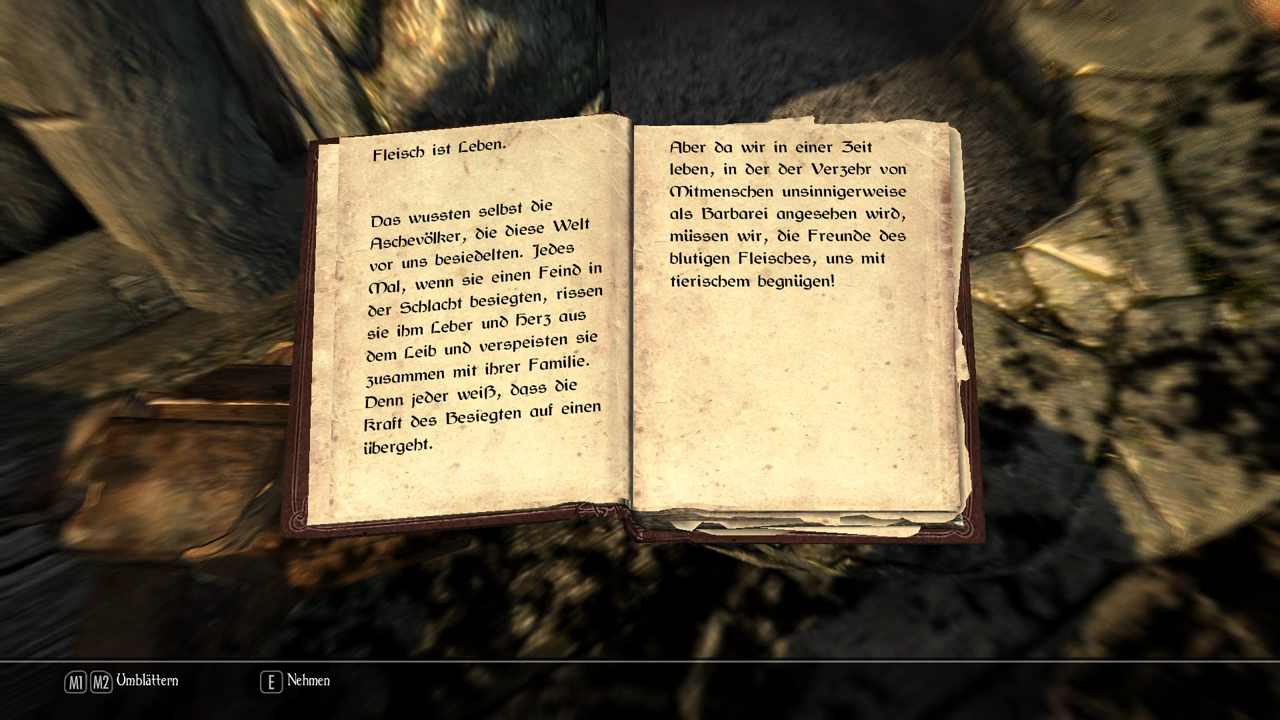 Fleisch ist Leben.
Das wussten selbst die
Aschevölker, die diese Welt
vor uns besiedelten. Jedes
Mal, wenn sie einen Feind in
der Schlacht besiegten, rissen
sie ihm Leber und Herz aus
dem Leib und verspeisten sie
zusammen mit ihrer Familie.
Denn jeder weiß, dass die
Kraft des Besiegten auf einen
übergeht.
Aber da wir in einer Zeit
leben, in der der Verzehr von
Mitmenschen unsinnigerweise
als Barbarei angesehen wird,
müssen wir, die Freunde des
blutigen Fleisches, uns mit
tierischem begnügen!
M1 M2 Umblättern
E Nehmen